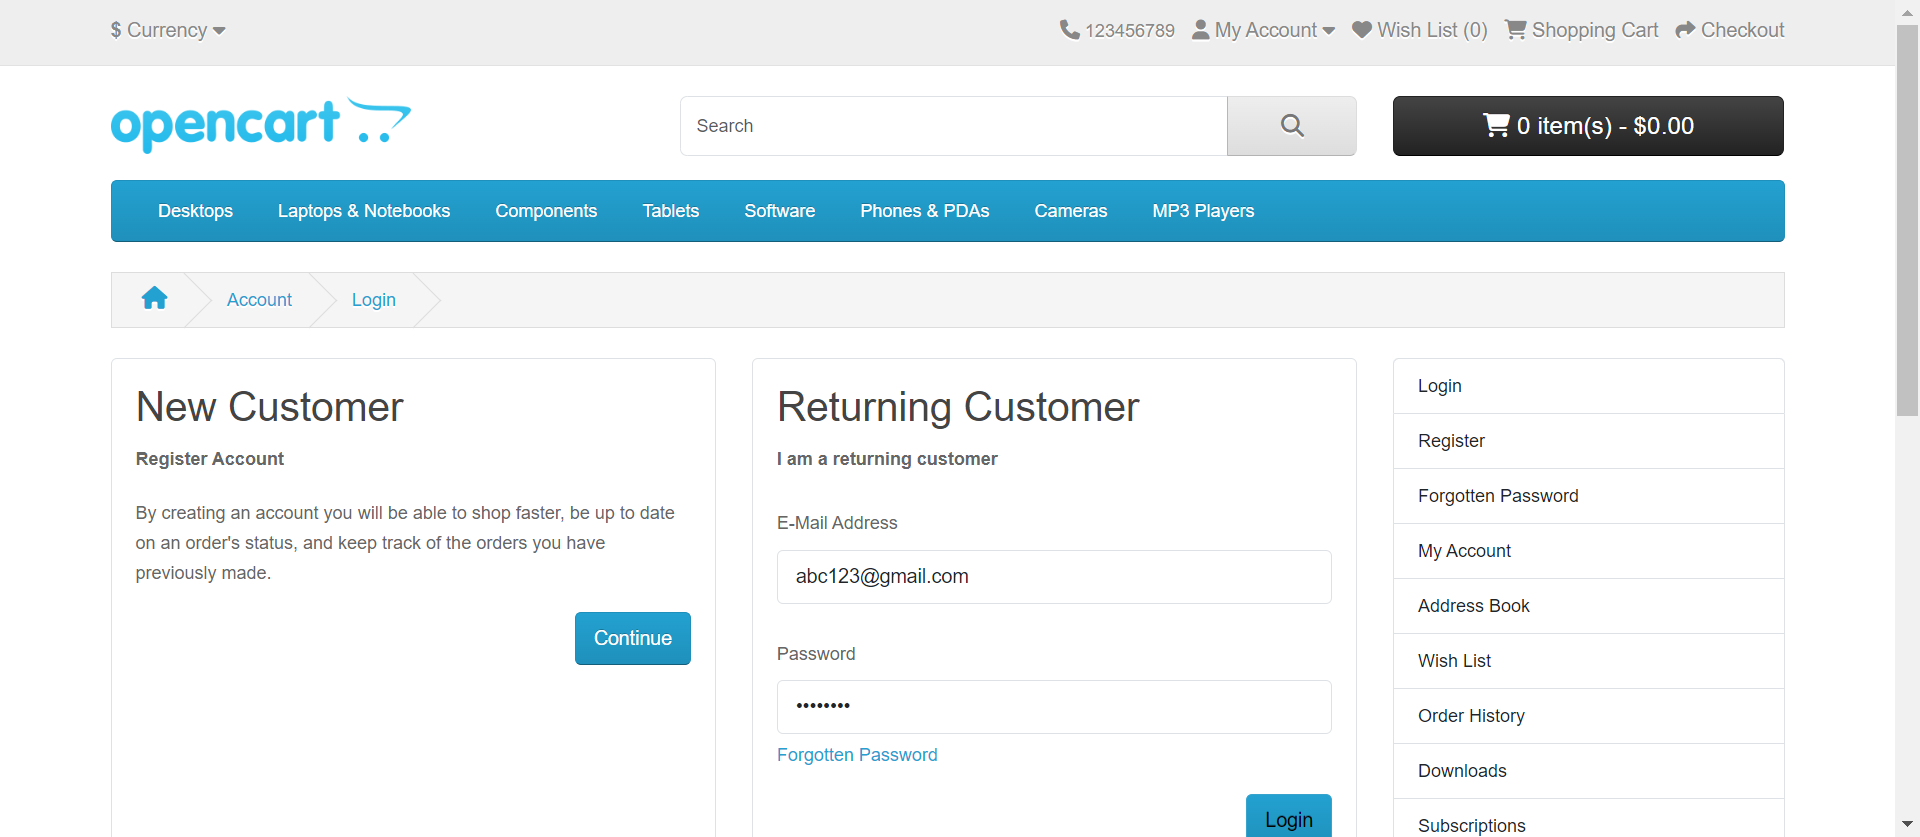 $ Currency
123456789 My Account Wish List (0) Shopping Cart Checkout
opencart
Search
0 item(s) - $0.00
Desktops Laptops & Notebooks Components Tablets Software Phones & PDAs Cameras MP3 Players
Account Login
New Customer
Register Account
By creating an account you will be able to shop faster, be up to date
on an order's status, and keep track of the orders you have
previously made.
Continue
Returning Customer
I am a returning customer
E-Mail Address
abc123@gmail.com
Password
••••••••
Forgotten Password
Login
Login
Register
Forgotten Password
My Account
Address Book
Wish List
Order History
Downloads
Subscriptions